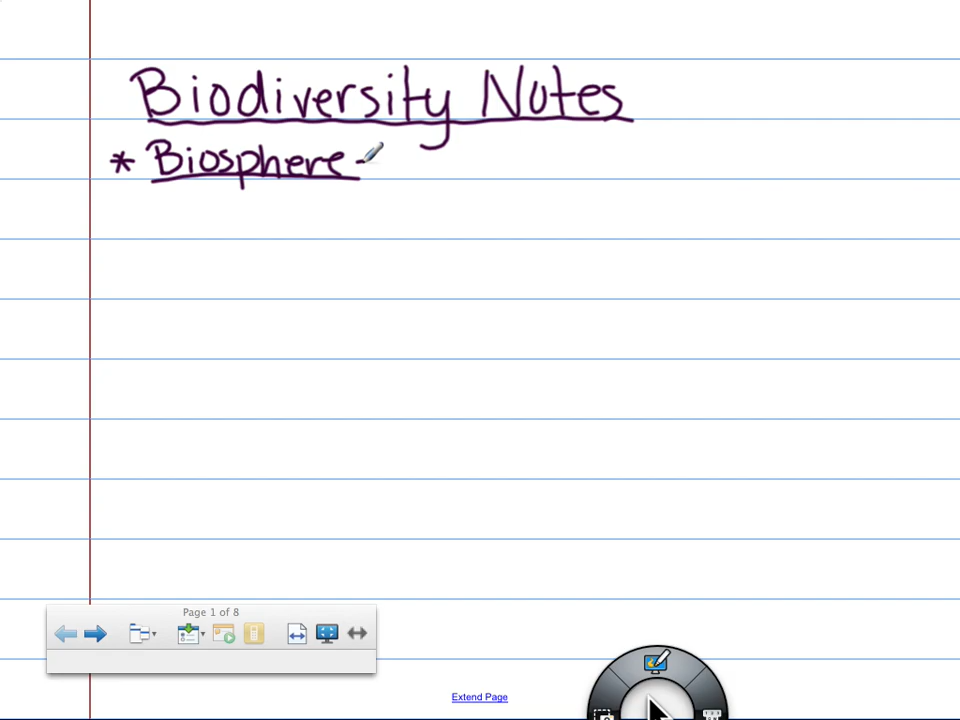 Biodiversity Notes
* Biosphere -
Page 1 of 8
Extend Page